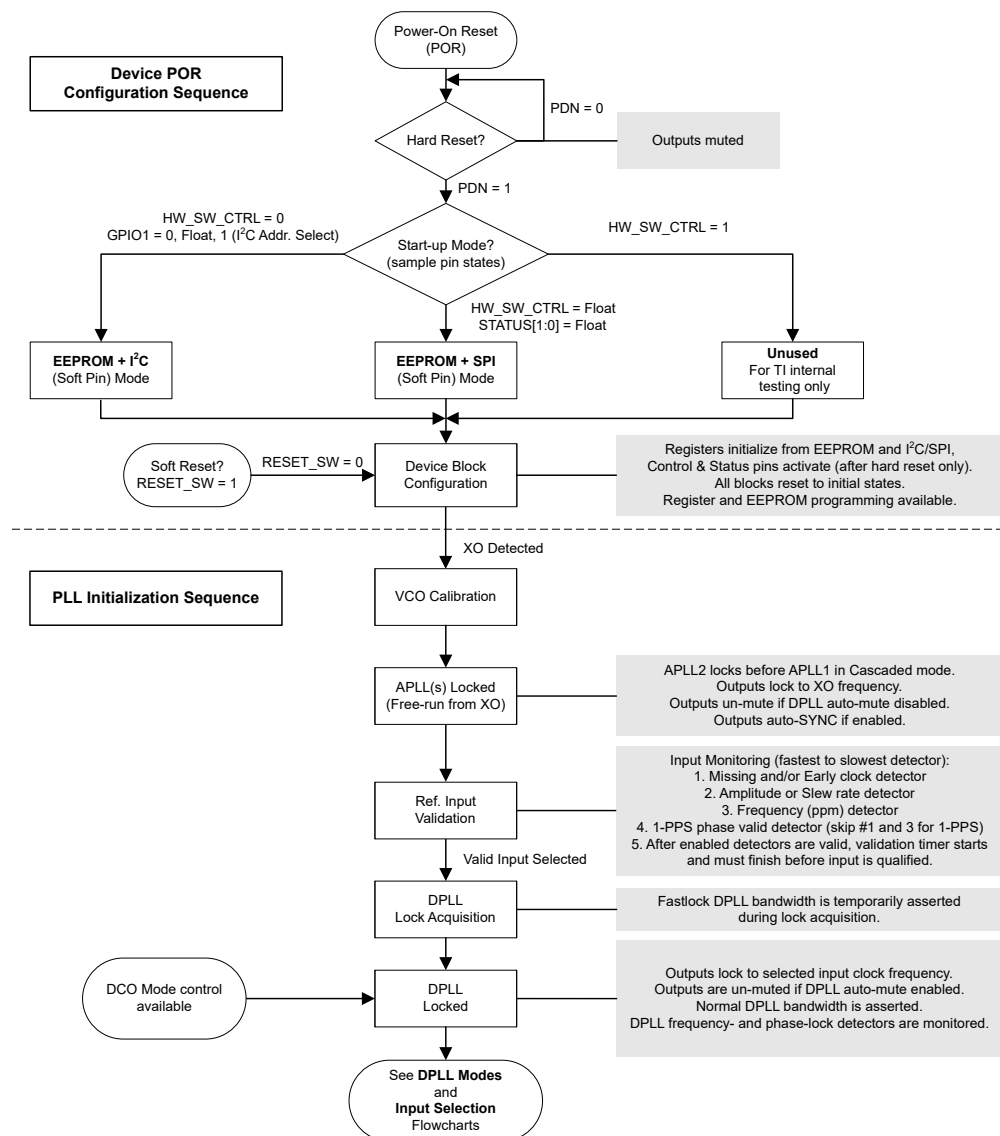 Power-On Reset
(POR)
Device POR
Configuration Sequence
PDN = 0
Hard Reset?
Outputs muted
PDN = 1
HW_SW_CTRL = 0
GPIO1 = 0, Float, 1 (I²C Addr. Select)
HW_SW_CTRL = 1
Start-up Mode?
(sample pin states)
HW_SW_CTRL = Float
STATUS[1:0] = Float
EEPROM + I²C
(Soft Pin) Mode
EEPROM + SPI
(Soft Pin) Mode
Unused
For TI internal
testing only
Soft Reset?
RESET_SW = 1
RESET_SW = 0
Device Block
Configuration
Registers initialize from EEPROM and I²C/SPI,
Control & Status pins activate (after hard reset only).
All blocks reset to initial states.
Register and EEPROM programming available.
XO Detected
PLL Initialization Sequence
VCO Calibration
APLL(s) Locked
(Free-run from XO)
APLL2 locks before APLL1 in Cascaded mode.
Outputs lock to XO frequency.
Outputs un-mute if DPLL auto-mute disabled.
Outputs auto-SYNC if enabled.
Ref. Input
Validation
Input Monitoring (fastest to slowest detector):
1. Missing and/or Early clock detector
2. Amplitude or Slew rate detector
3. Frequency (ppm) detector
4. 1-PPS phase valid detector (skip #1 and 3 for 1-PPS)
5. After enabled detectors are valid, validation timer starts
and must finish before input is qualified.
Valid Input Selected
DPLL
Lock Acquisition
Fastlock DPLL bandwidth is temporarily asserted
during lock acquisition.
DCO Mode control
available
DPLL
Locked
Outputs lock to selected input clock frequency.
Outputs are un-muted if DPLL auto-mute enabled.
Normal DPLL bandwidth is asserted.
DPLL frequency- and phase-lock detectors are monitored.
See DPLL Modes
and
Input Selection
Flowcharts